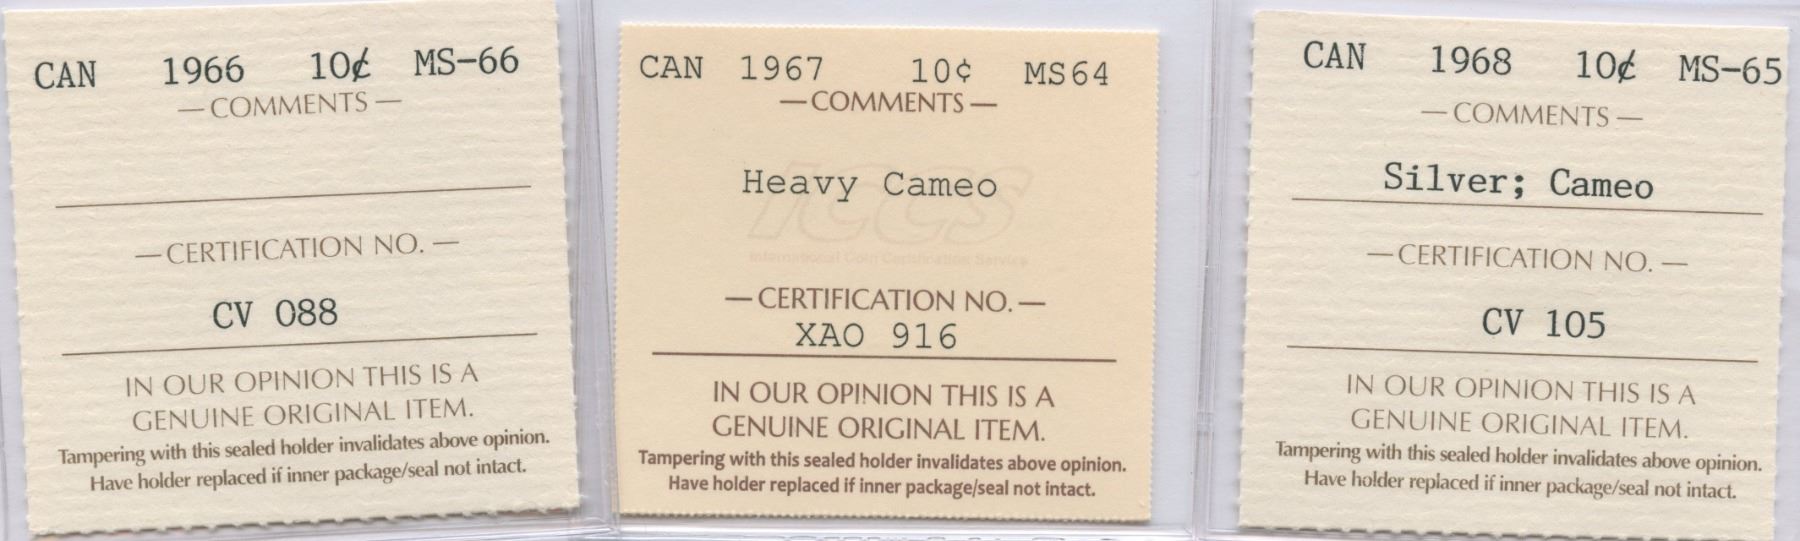 CAN 1966 10¢ MS-66
— COMMENTS —
— CERTIFICATION NO. —
CV 088
IN OUR OPINION THIS IS A
GENUINE ORIGINAL ITEM.
Tampering with this sealed holder invalidates above opinion.
Have holder replaced if inner package/seal not intact.
CAN 1967 10¢ MS64
— COMMENTS —
Heavy Cameo
ICCS
International Coin Certification Service
— CERTIFICATION NO. —
XAO 916
IN OUR OPINION THIS IS A
GENUINE ORIGINAL ITEM.
Tampering with this sealed holder invalidates above opinion.
Have holder replaced if inner package/seal not intact.
CAN 1968 10¢ MS-65
— COMMENTS —
Silver; Cameo
— CERTIFICATION NO. —
CV 105
IN OUR OPINION THIS IS A
GENUINE ORIGINAL ITEM.
Tampering with this sealed holder invalidates above opinion.
Have holder replaced if inner package/seal not intact.